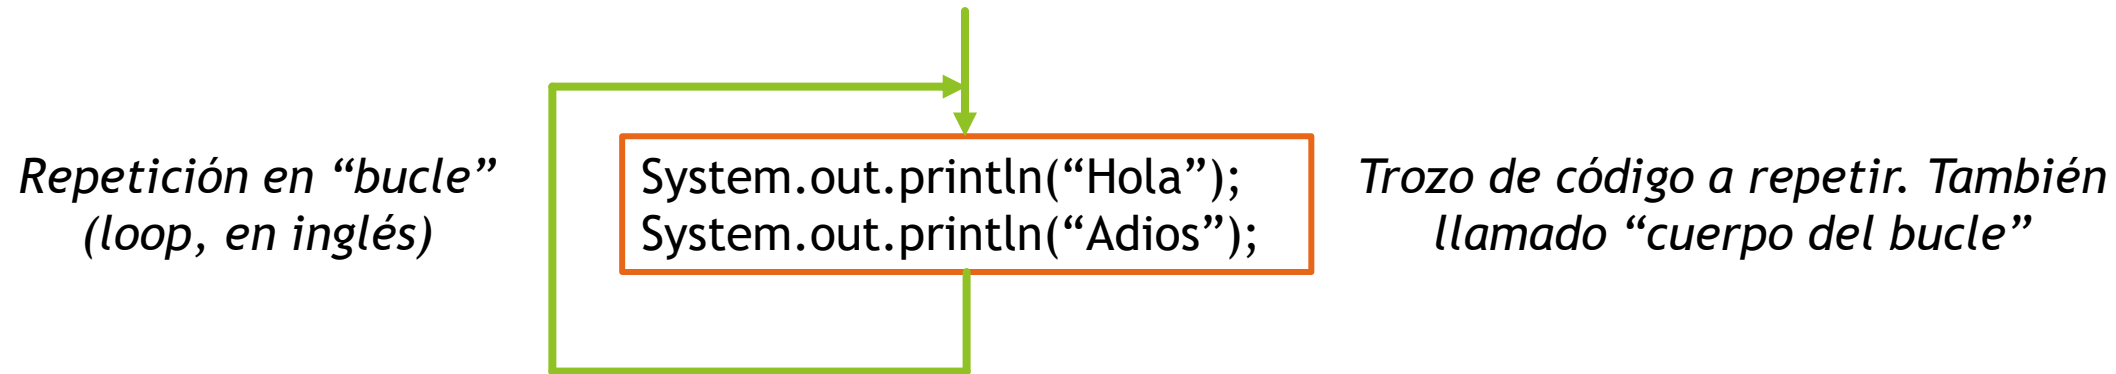 Repetición en “bucle”
(loop, en inglés)
System.out.println(“Hola”);
System.out.println(“Adios”);
Trozo de código a repetir. También
llamado “cuerpo del bucle”